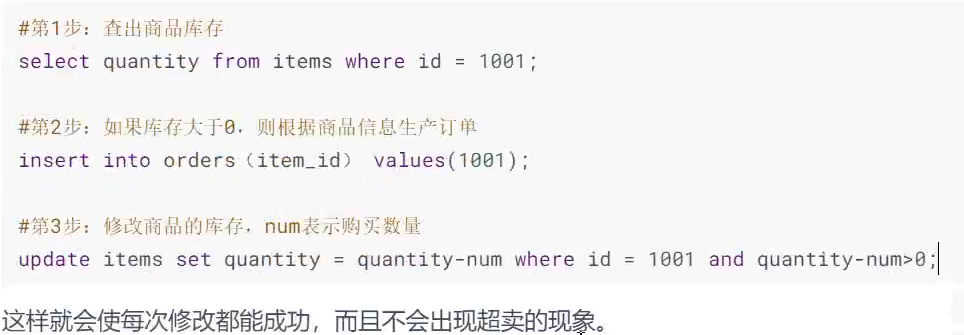 #第1步：查出商品库存
select quantity from items where id = 1001;
#第2步：如果库存大于0，则根据商品信息生产订单
insert into orders（item_id） values(1001);
#第3步：修改商品的库存，num表示购买数量
update items set quantity = quantity-num where id = 1001 and quantity-num>0;
这样就会使每次修改都能成功，而且不会出现超卖的现象。